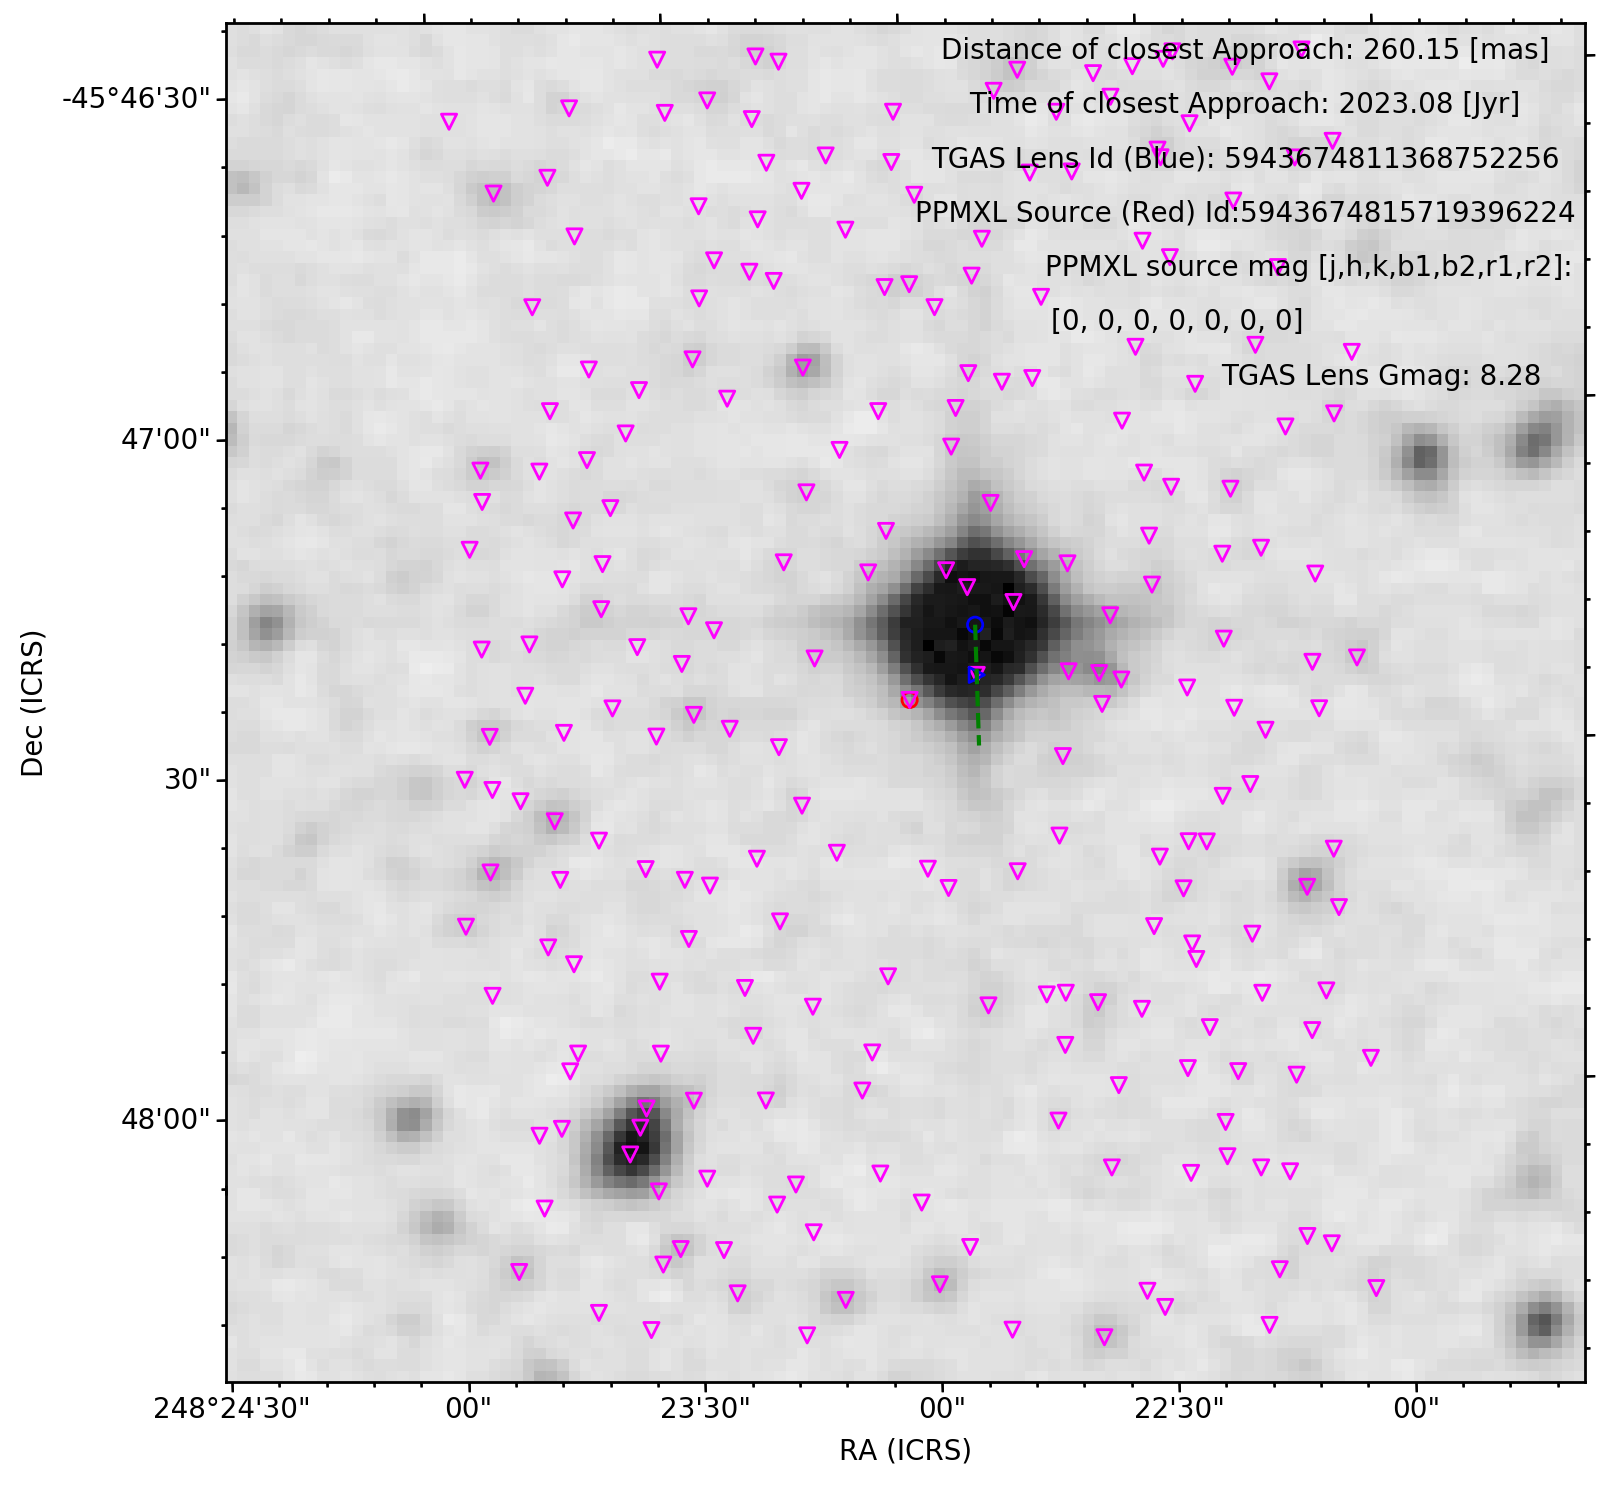 Distance of closest Approach: 260.15 [mas]
-45°46'30"
Time of closest Approach: 2023.08 [Jyr]
TGAS Lens Id (Blue): 5943674811368752256
PPMXL Source (Red) Id:5943674815719396224
PPMXL source mag [j,h,k,b1,b2,r1,r2]:
[0, 0, 0, 0, 0, 0, 0]
TGAS Lens Gmag: 8.28
47'00"
Dec (ICRS)
30"
48'00"
248°24'30" 00" 23'30" 00" 22'30" 00"
RA (ICRS)